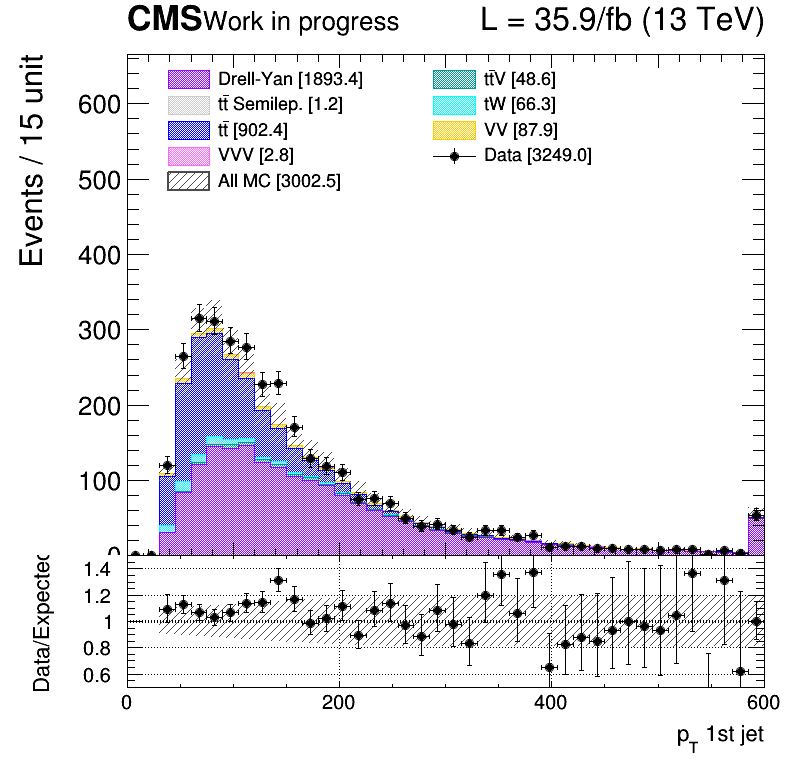 CMS Work in progress L = 35.9/fb (13 TeV)
Events / 15 unit
Drell-Yan [1893.4]
tt̄ Semilep. [1.2]
tt̄ [902.4]
VVV [2.8]
All MC [3002.5]
tt̄V [48.6]
tW [66.3]
VV [87.9]
Data [3249.0]
600
500
400
300
200
100
0
Data/Expected
1.4
1.2
1
0.8
0.6
0 200 400 600
p_T 1st jet